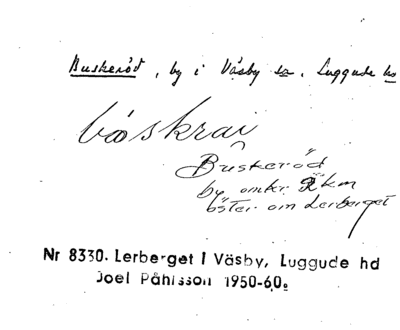 Buskeröd, by i Väsby sn. Luggude hd
Buskeröd
by omkr 2 km
öster om Lerberget
Nr 8330. Lerberget i Väsby, Luggude hd
Joel Påhlsson 1950-60.